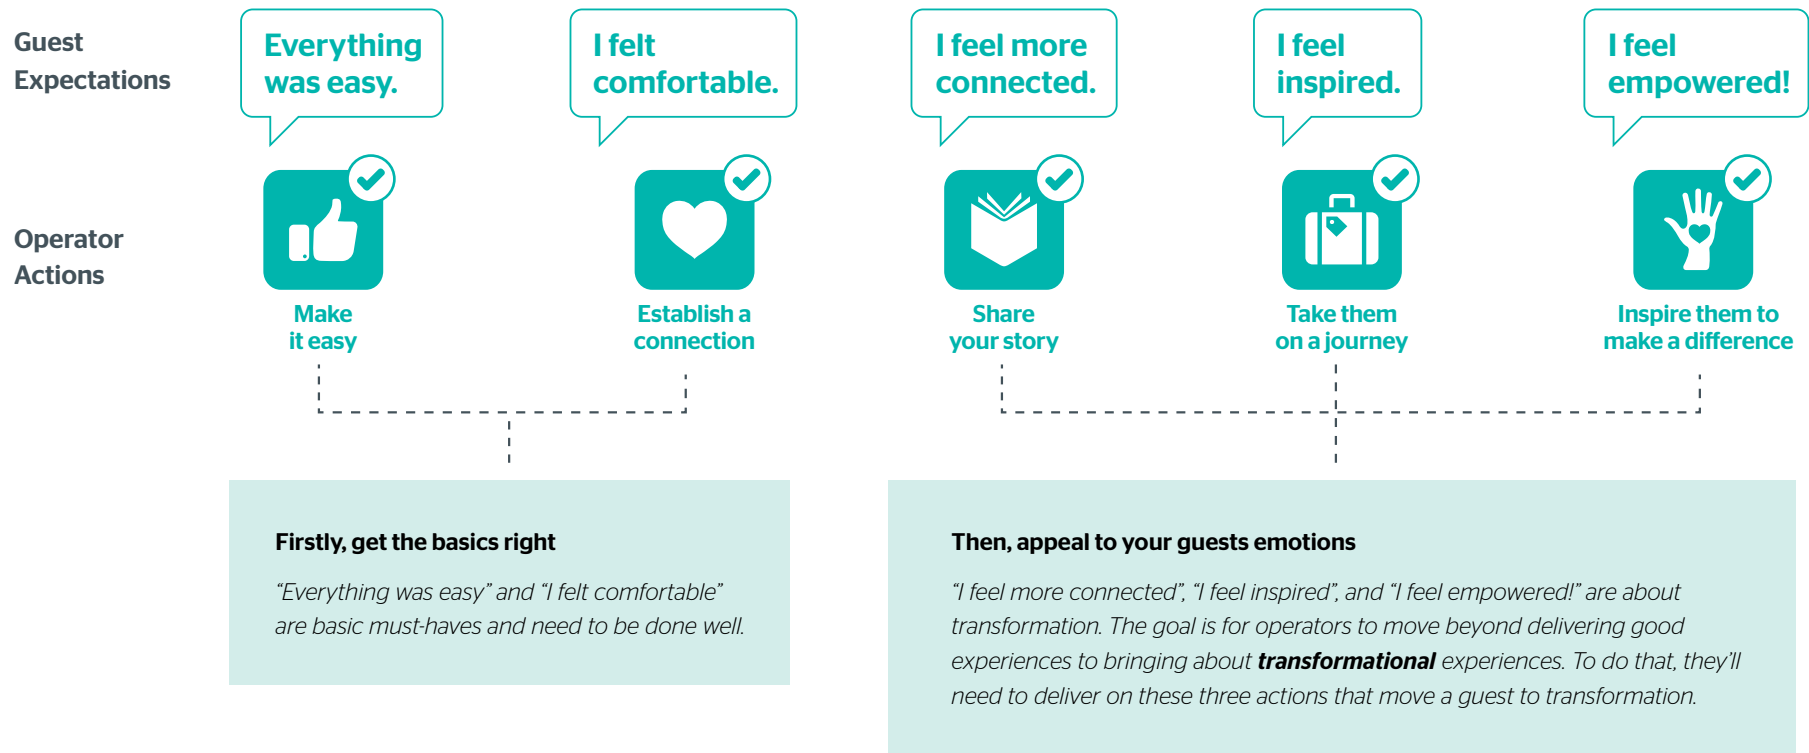 Guest
Expectations
Everything
was easy.
I felt
comfortable.
I feel more
connected.
I feel
inspired.
I feel
empowered!
Operator
Actions
Make
it easy
Establish a
connection
Share
your story
Take them
on a journey
Inspire them to
make a difference
Firstly, get the basics right
“Everything was easy” and “I felt comfortable”
are basic must-haves and need to be done well.
Then, appeal to your guests emotions
“I feel more connected”, “I feel inspired”, and “I feel empowered!” are about
transformation. The goal is for operators to move beyond delivering good
experiences to bringing about transformational experiences. To do that, they’ll
need to deliver on these three actions that move a guest to transformation.